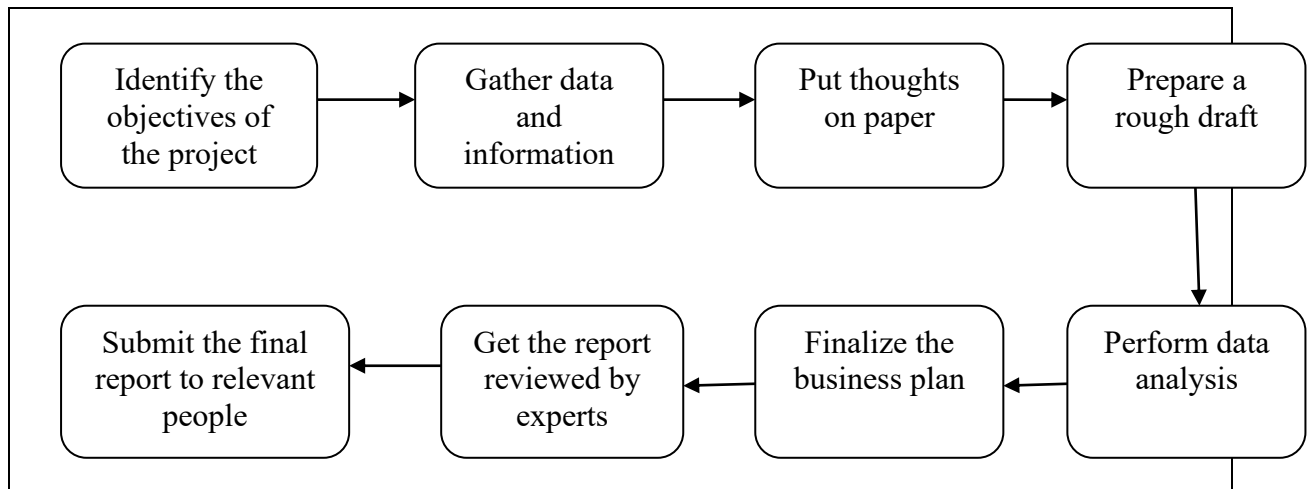 Identify the
objectives of
the project
Gather data
and
information
Put thoughts
on paper
Prepare a
rough draft
Perform data
analysis
Finalize the
business plan
Get the report
reviewed by
experts
Submit the final
report to relevant
people